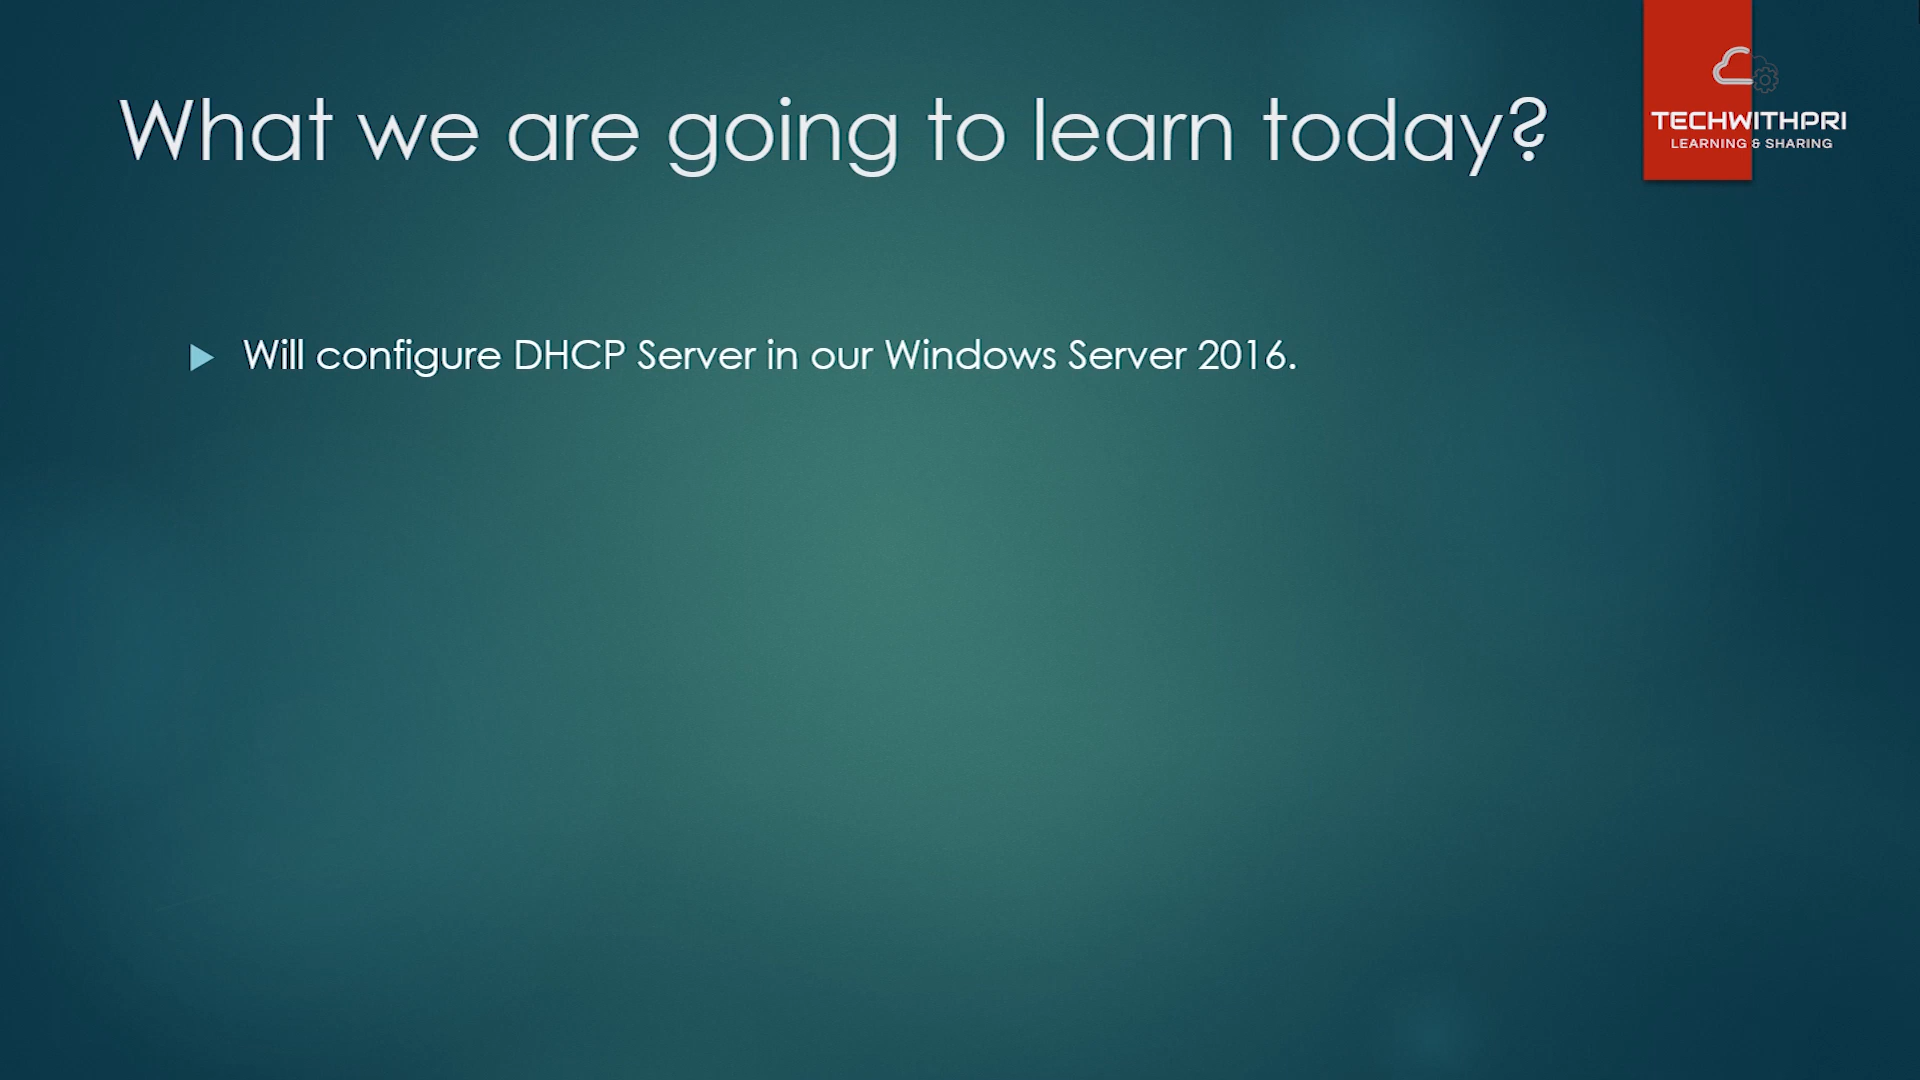 What we are going to learn today?
TECHWITHPRI
LEARNING & SHARING
Will configure DHCP Server in our Windows Server 2016.